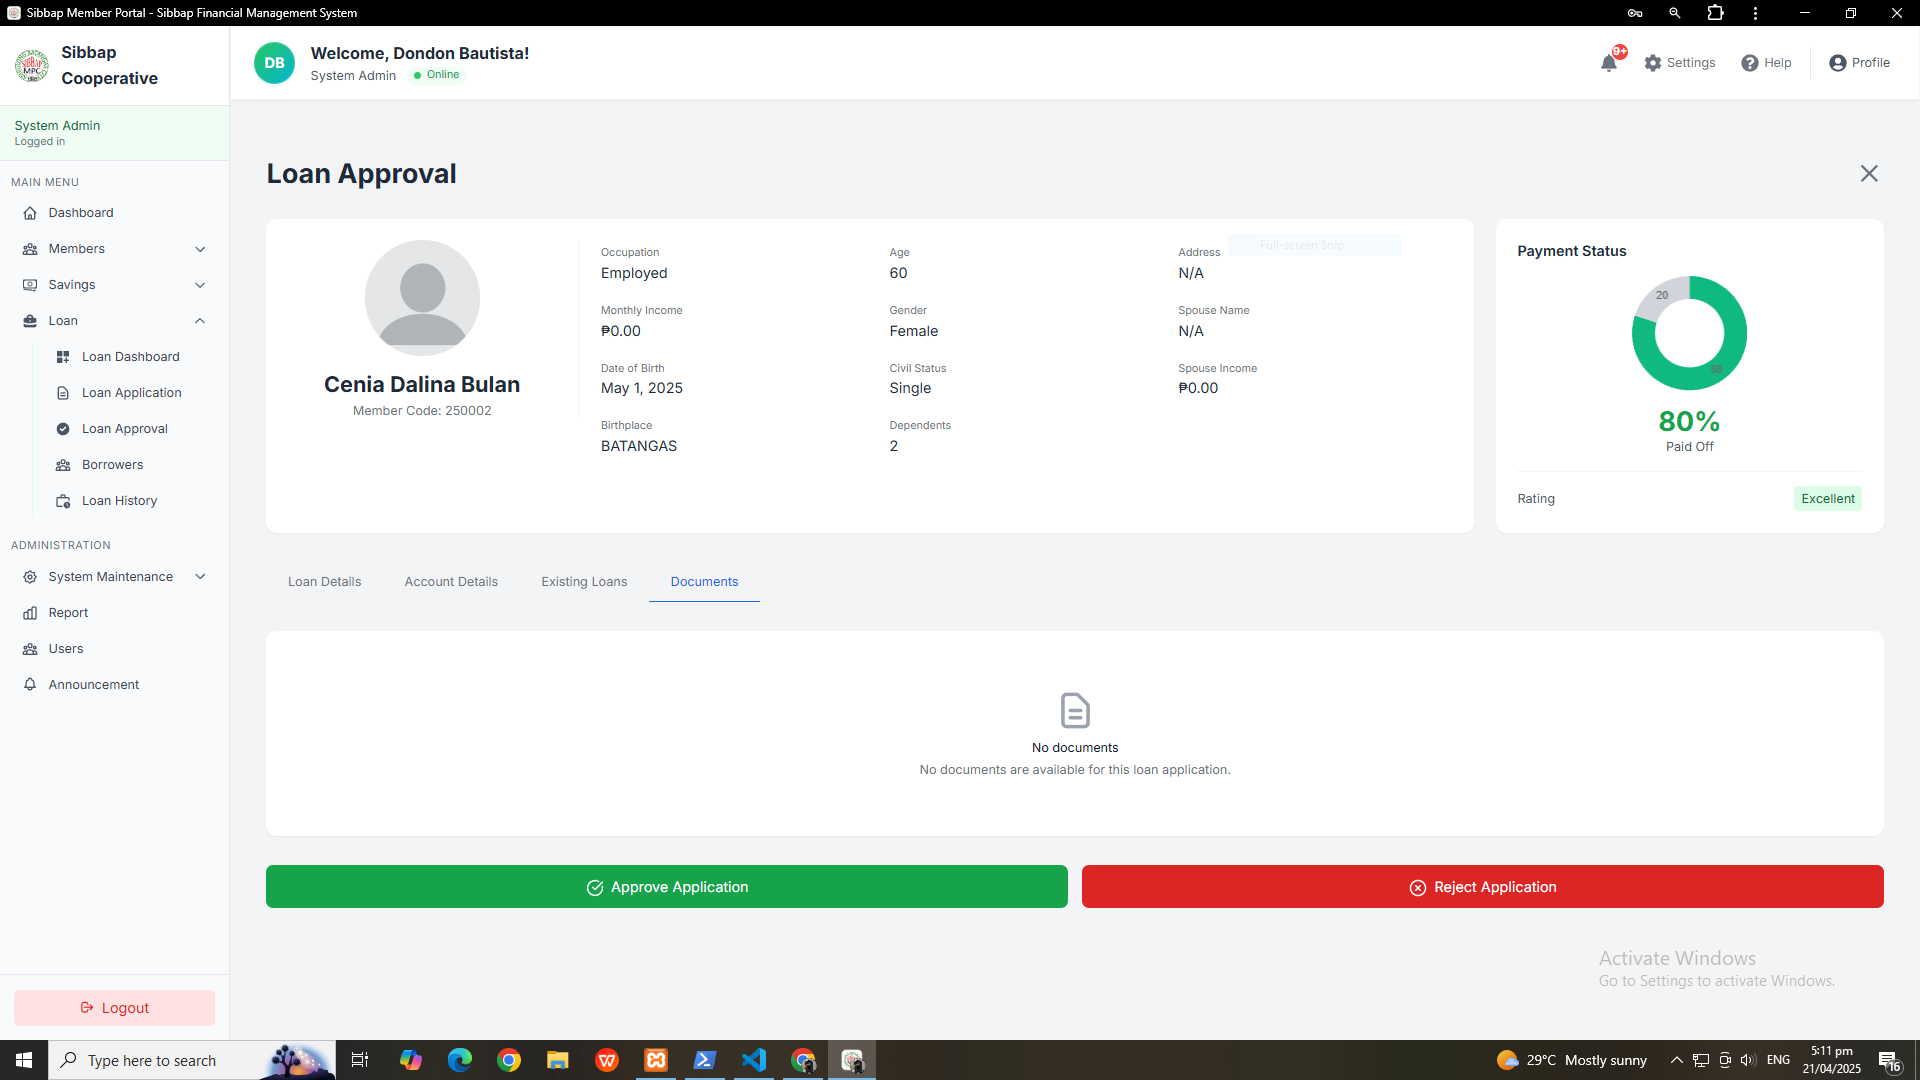 Sibbap Member Portal - Sibbap Financial Management System
Sibbap
Cooperative
SIBBAP
MPC
DB
Welcome, Dondon Bautista!
System Admin
Online
9+
Settings
Help
Profile
System Admin
Logged in
MAIN MENU
Dashboard
Members
Savings
Loan
Loan Dashboard
Loan Application
Loan Approval
Borrowers
Loan History
ADMINISTRATION
System Maintenance
Report
Users
Announcement
Logout
Loan Approval
Cenia Dalina Bulan
Member Code: 250002
Occupation
Employed
Monthly Income
₱0.00
Date of Birth
May 1, 2025
Birthplace
BATANGAS
Age
60
Gender
Female
Civil Status
Single
Dependents
2
Address
N/A
Full-screen Snip
Spouse Name
N/A
Spouse Income
₱0.00
Payment Status
20
80
80%
Paid Off
Rating
Excellent
Loan Details
Account Details
Existing Loans
Documents
No documents
No documents are available for this loan application.
Approve Application
Reject Application
Activate Windows
Go to Settings to activate Windows.
Type here to search
29°C Mostly sunny
ENG
5:11 pm
21/04/2025
16